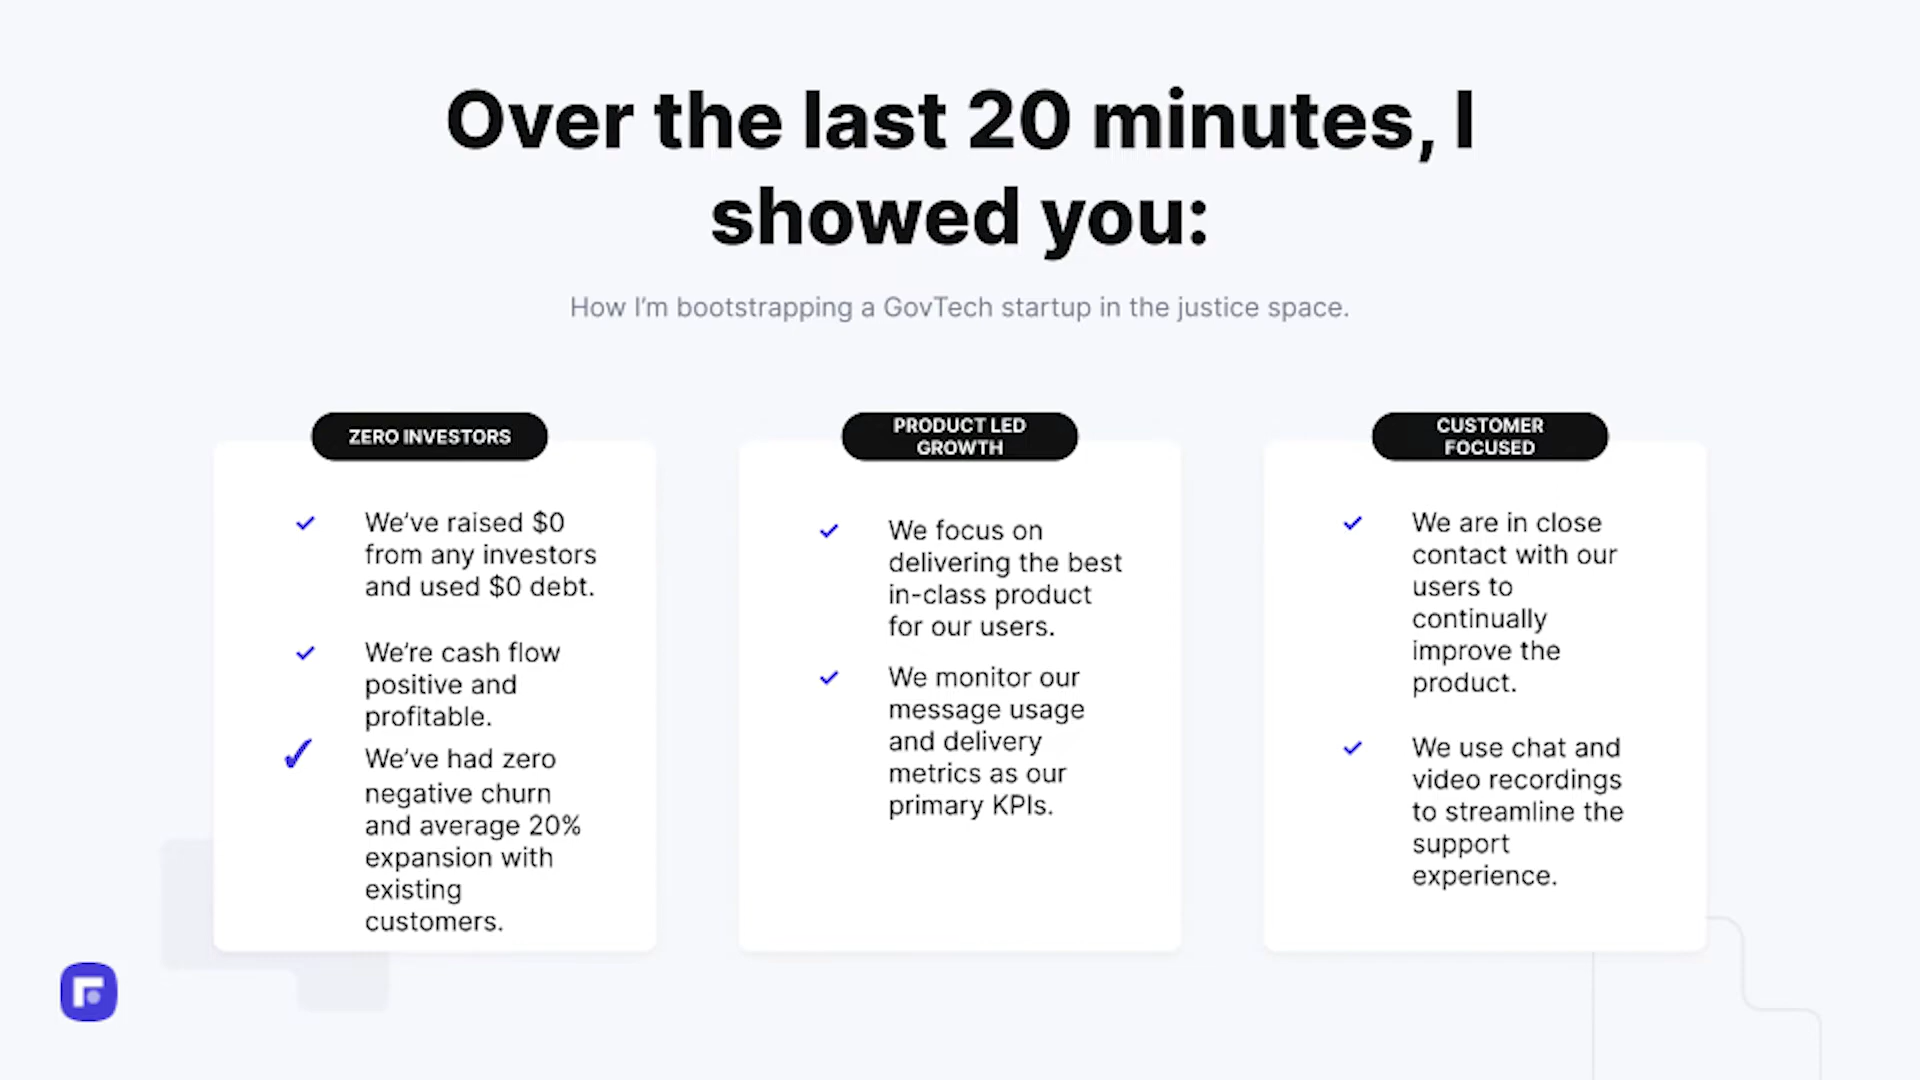 Over the last 20 minutes, I
showed you:
How I’m bootstrapping a GovTech startup in the justice space.
ZERO INVESTORS
We’ve raised $0
from any investors
and used $0 debt.
We’re cash flow
positive and
profitable.
We’ve had zero
negative churn
and average 20%
expansion with
existing
customers.
PRODUCT LED
GROWTH
We focus on
delivering the best
in-class product
for our users.
We monitor our
message usage
and delivery
metrics as our
primary KPIs.
CUSTOMER
FOCUSED
We are in close
contact with our
users to
continually
improve the
product.
We use chat and
video recordings
to streamline the
support
experience.